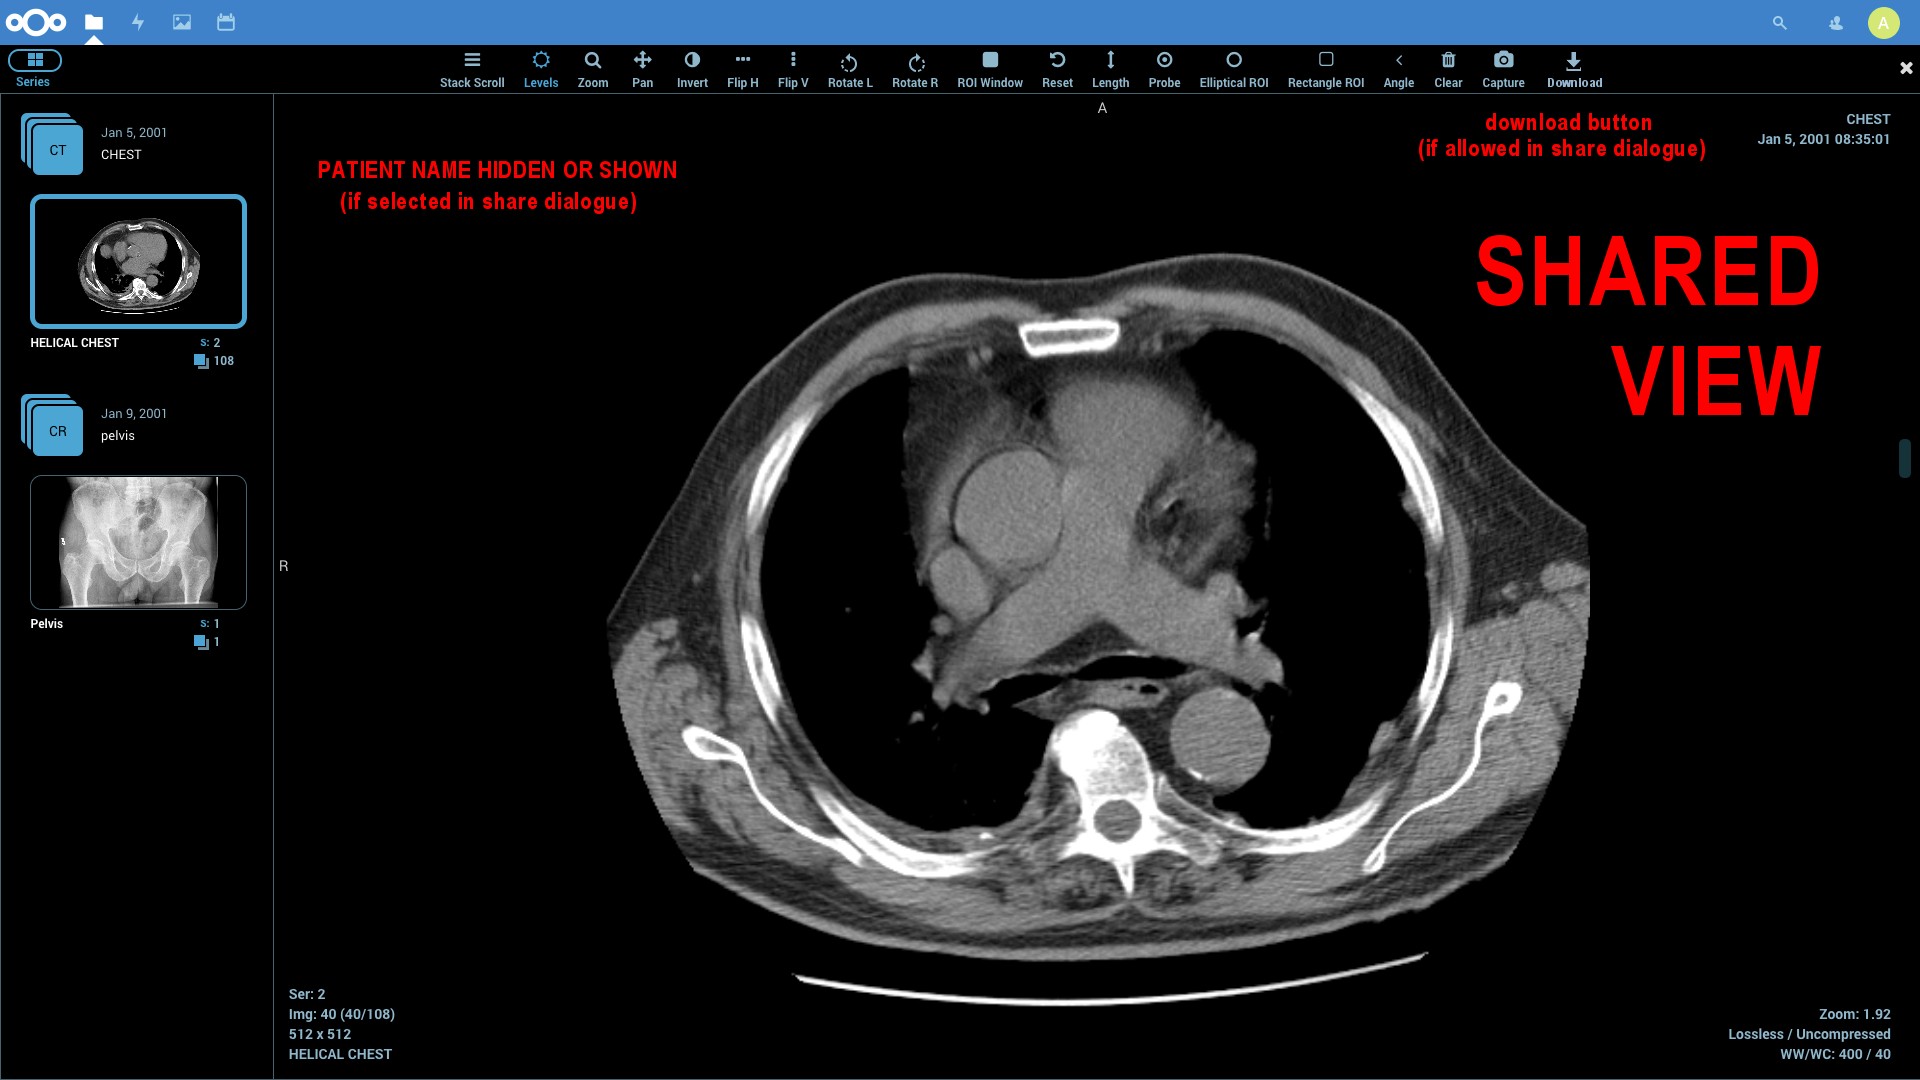 A
Series
Stack Scroll
Levels
Zoom
Pan
Invert
Flip H
Flip V
Rotate L
Rotate R
ROI Window
Reset
Length
Probe
Elliptical ROI
Rectangle ROI
Angle
Clear
Capture
Download
CT
Jan 5, 2001
CHEST
HELICAL CHEST
S: 2
108
CR
Jan 9, 2001
pelvis
Pelvis
S: 1
1
A
PATIENT NAME HIDDEN OR SHOWN
(if selected in share dialogue)
download button
(if allowed in share dialogue)
CHEST
Jan 5, 2001 08:35:01
SHARED
VIEW
R
Ser: 2
Img: 40 (40/108)
512 x 512
HELICAL CHEST
Zoom: 1.92
Lossless / Uncompressed
WW/WC: 400 / 40